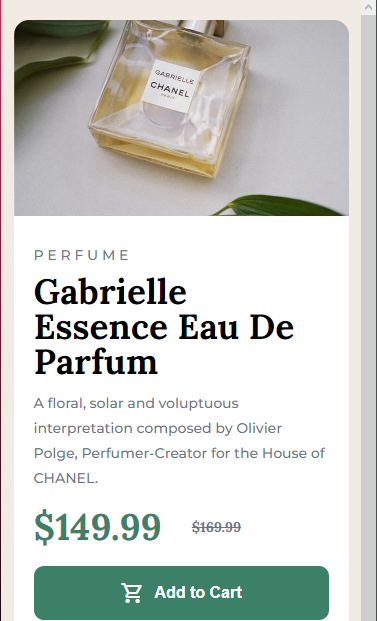 GABRIELLE
CHANEL
PARIS
PERFUME
Gabrielle
Essence Eau De
Parfum
A floral, solar and voluptuous
interpretation composed by Olivier
Polge, Perfumer-Creator for the House of
CHANEL.
$149.99 $169.99
Add to Cart